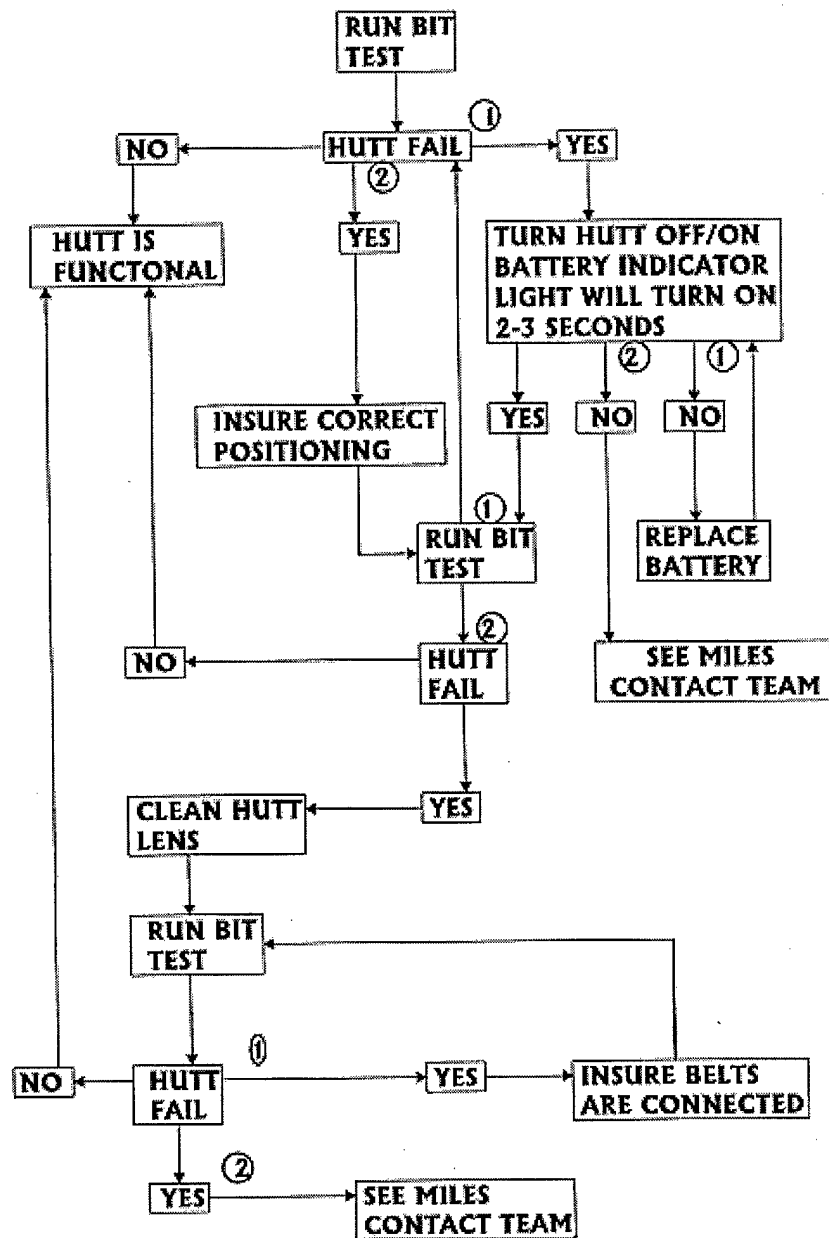 RUN BIT
TEST
①
NO
HUTT FAIL
YES
②
YES
HUTT IS
FUNCTONAL
TURN HUTT OFF/ON
BATTERY INDICATOR
LIGHT WILL TURN ON
2-3 SECONDS
②
①
INSURE CORRECT
POSITIONING
YES
NO
NO
①
RUN BIT
TEST
REPLACE
BATTERY
②
NO
HUTT
FAIL
SEE MILES
CONTACT TEAM
CLEAN HUTT
LENS
YES
RUN BIT
TEST
①
NO
HUTT
FAIL
YES
INSURE BELTS
ARE CONNECTED
②
YES
SEE MILES
CONTACT TEAM